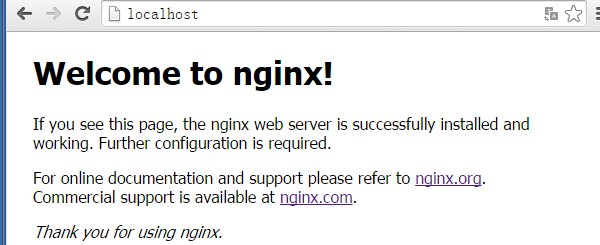 localhost
Welcome to nginx!
If you see this page, the nginx web server is successfully installed and
working. Further configuration is required.
For online documentation and support please refer to nginx.org.
Commercial support is available at nginx.com.
Thank you for using nginx.